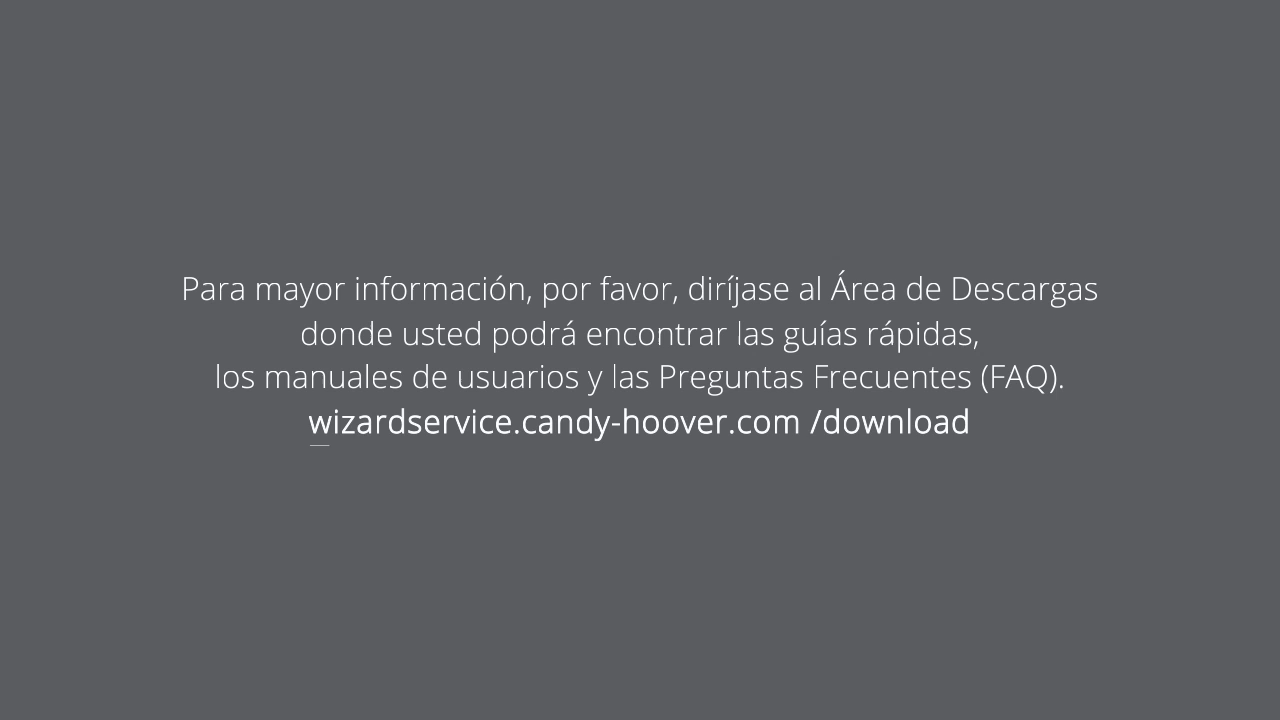 Para mayor información, por favor, diríjase al Área de Descargas
donde usted podrá encontrar las guías rápidas,
los manuales de usuarios y las Preguntas Frecuentes (FAQ).
wizardservice.candy-hoover.com /download